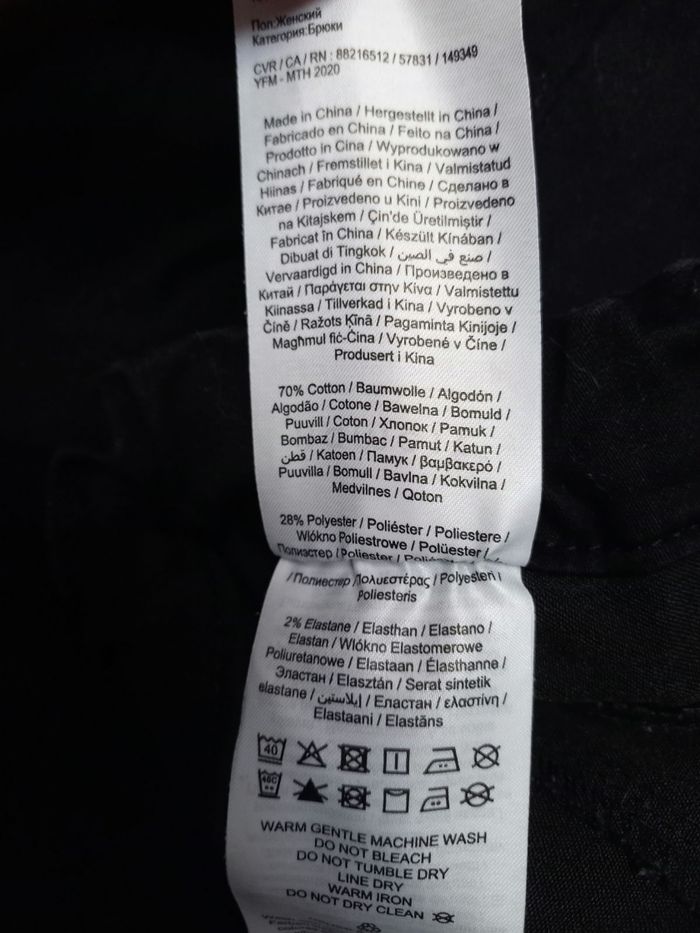 Пол:Женский
Категория:Брюки
CVR / CA / RN : 88216512 / 57831 / 149349
YFM - MTH 2020
Made in China / Hergestellt in China /
Fabricado en China / Feito na China /
Prodotto in Cina / Wyprodukowano w
Chinach / Fremstillet i Kina / Valmistatud
Hiinas / Fabriqué en Chine / Сделано в
Китае / Proizvedeno u Kini / Proizvedeno
na Kitajskem / Çin'de Üretilmiştir /
Fabricat în China / Készült Kínában /
Dibuat di Tingkok / صنع في الصين /
Vervaardigd in China / Произведено в
Китай / Παράγεται στην Κίνα / Valmistettu
Kiinassa / Tillverkad i Kina / Vyrobeno v
Číně / Ražots Ķīnā / Pagaminta Kinijoje /
Magħmul fiċ-Ċina / Vyrobené v Číne /
Produsert i Kina
70% Cotton / Baumwolle / Algodón /
Algodão / Cotone / Bawełna / Bomuld /
Puuvill / Coton / Хлопок / Pamuk /
Bombaz / Bumbac / Pamut / Katun /
قطن / Katoen / Памук / βαμβακερό /
Puuvilla / Bomull / Bavlna / Kokvilna /
Medvilnes / Qoton
28% Polyester / Poliéster / Poliestere /
Włókno Poliestrowe / Polüester /
Полиэстер / Poliester /
/ Полиестер / Πολυεστέρας / Polyesteri /
Poliesteris
2% Elastane / Elasthan / Elastano /
Elastan / Włókno Elastomerowe
Poliuretanowe / Elastaan / Élasthanne /
Эластан / Elasztán / Serat sintetik
elastane / إيلاستين / Еластан / ελαστίνη /
Elastaani / Elastāns
40
40C
WARM GENTLE MACHINE WASH
DO NOT BLEACH
DO NOT TUMBLE DRY
LINE DRY
WARM IRON
DO NOT DRY CLEAN